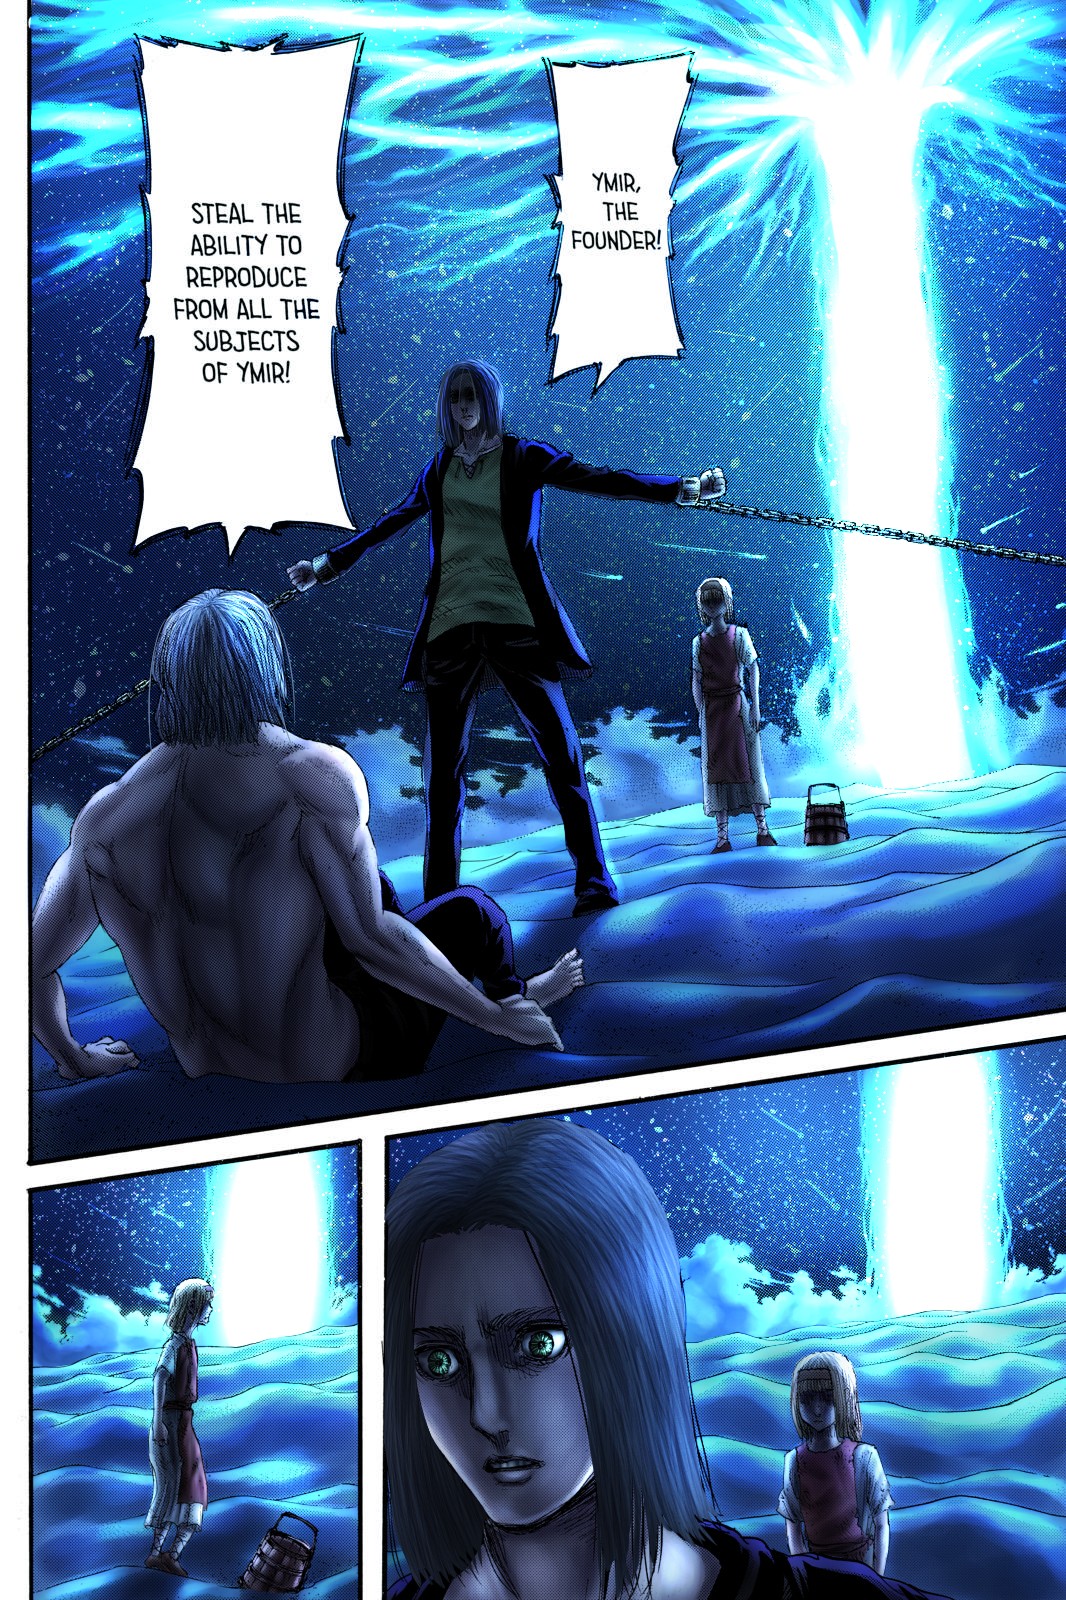 YMIR,
THE
FOUNDER!
STEAL THE
ABILITY TO
REPRODUCE
FROM ALL THE
SUBJECTS
OF YMIR!